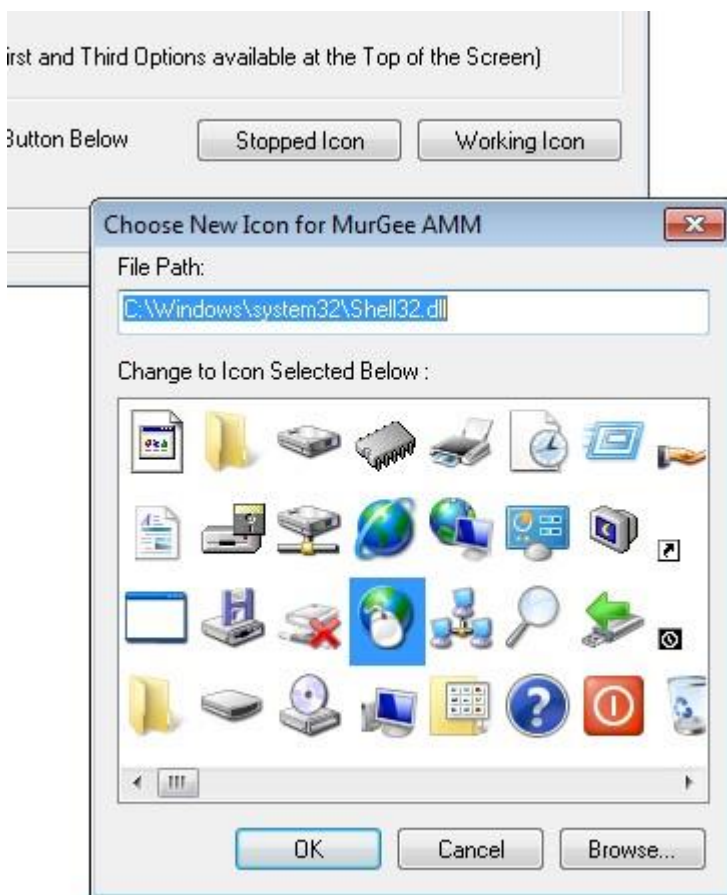 irst and Third Options available at the Top of the Screen)
Button Below
Stopped Icon
Working Icon
Choose New Icon for MurGee AMM
File Path:
C:\Windows\system32\Shell32.dll
Change to Icon Selected Below :
OK
Cancel
Browse...